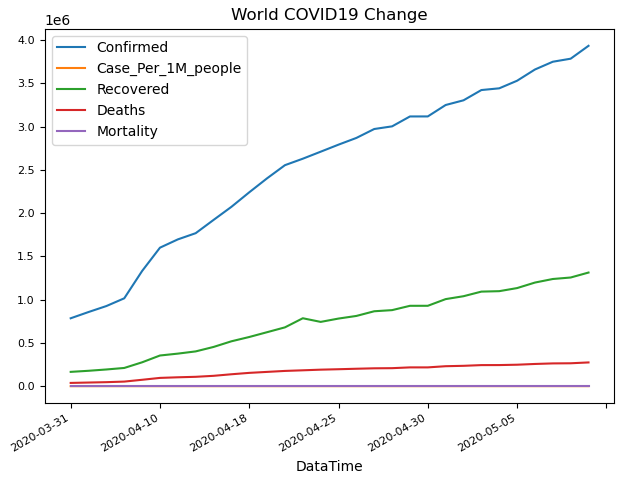 World COVID19 Change
1e6
Confirmed
Case_Per_1M_people
Recovered
Deaths
Mortality
4.0
3.5
3.0
2.5
2.0
1.5
1.0
0.5
0.0
2020-03-31
2020-04-10
2020-04-18
2020-04-25
2020-04-30
2020-05-05
DataTime